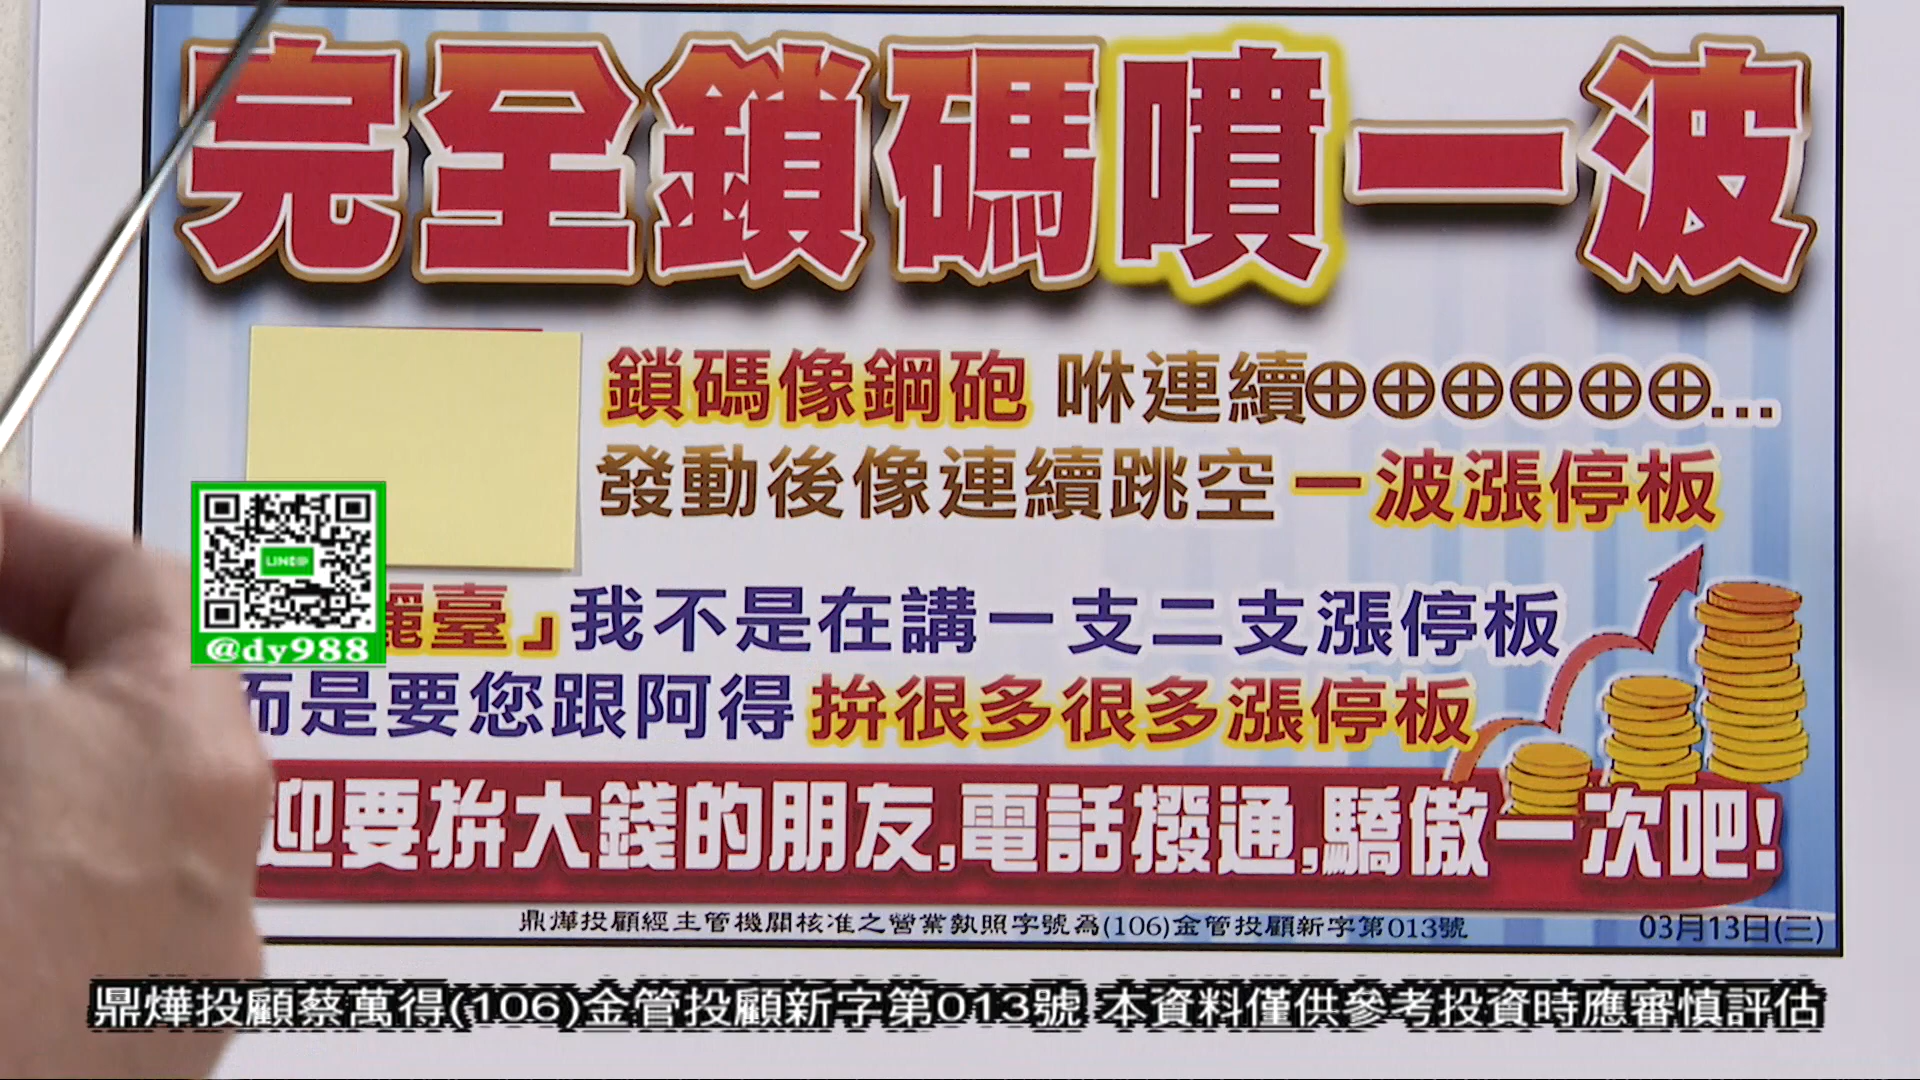 完全鎖碼噴一波
鎖碼像鋼砲 咻連續⊕⊕⊕⊕⊕⊕...
發動後像連續跳空一波漲停板
LINE@
@dy988
麗臺」我不是在講一支二支漲停板
而是要您跟阿得拚很多很多漲停板
迎要拚大錢的朋友,電話撥通,驕傲一次吧!
鼎燁投顧經主管機關核准之營業執照字號為(106)金管投顧新字第013號
03月13日(三)
鼎燁投顧蔡萬得(106)金管投顧新字第013號 本資料僅供參考投資時應審慎評估